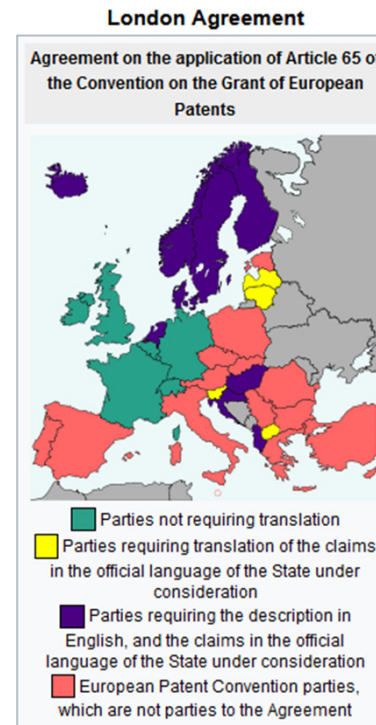 London Agreement
Agreement on the application of Article 65 of
the Convention on the Grant of European
Patents
Parties not requiring translation
Parties requiring translation of the claims
in the official language of the State under
consideration
Parties requiring the description in
English, and the claims in the official
language of the State under consideration
European Patent Convention parties,
which are not parties to the Agreement